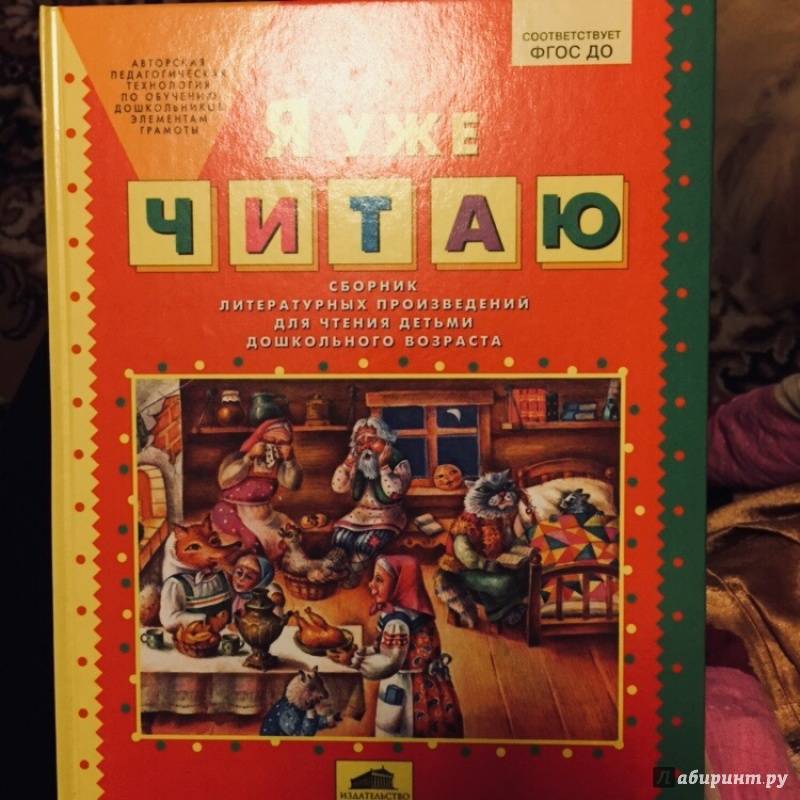 СООТВЕТСТВУЕТ
ФГОС ДО
АВТОРСКАЯ
ПЕДАГОГИЧЕСКАЯ
ТЕХНОЛОГИЯ
ПО ОБУЧЕНИЮ
ДОШКОЛЬНИКОВ
ЭЛЕМЕНТАМ
ГРАМОТЫ
Я УЖЕ
ЧИТАЮ
СБОРНИК
ЛИТЕРАТУРНЫХ ПРОИЗВЕДЕНИЙ
ДЛЯ ЧТЕНИЯ ДЕТЬМИ
ДОШКОЛЬНОГО ВОЗРАСТА
ИЗДАТЕЛЬСТВО
Лабиринт.ру